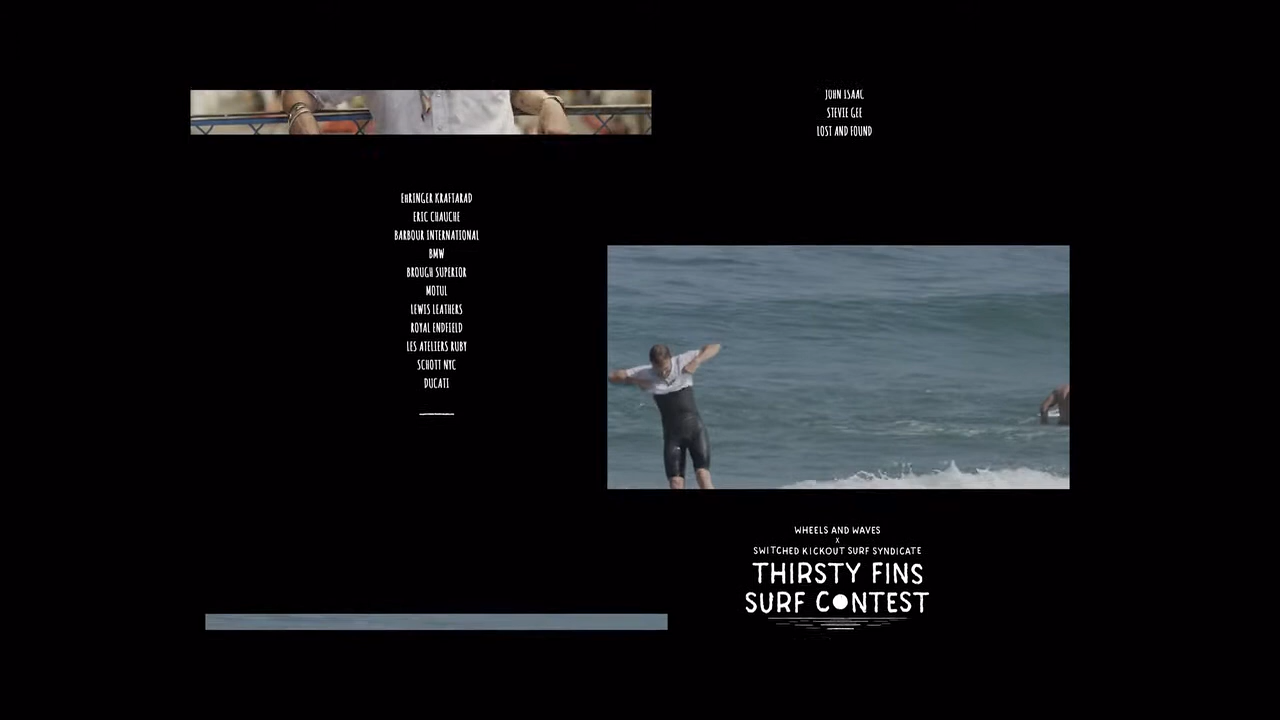 JOHN ISAAC
STEVIE GEE
LOST AND FOUND
EHRINGER KRAFTARAD
ERIC CHAUCHE
BARBOUR INTERNATIONAL
BMW
BROUGH SUPERIOR
MOTUL
LEWIS LEATHERS
ROYAL ENDFIELD
LES ATELIERS RUBY
SCHOTT NYC
DUCATI
WHEELS AND WAVES
X
SWITCHED KICKOUT SURF SYNDICATE
THIRSTY FINS
SURF CONTEST